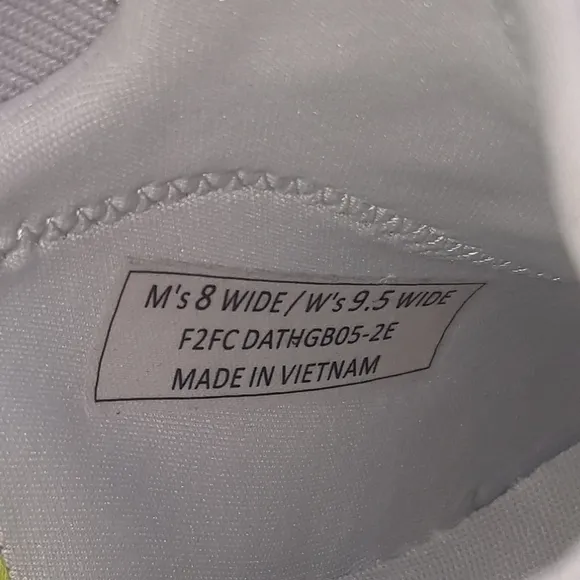 M's 8 WIDE / W's 9.5 WIDE
F2FC DATHGB05-2E
MADE IN VIETNAM